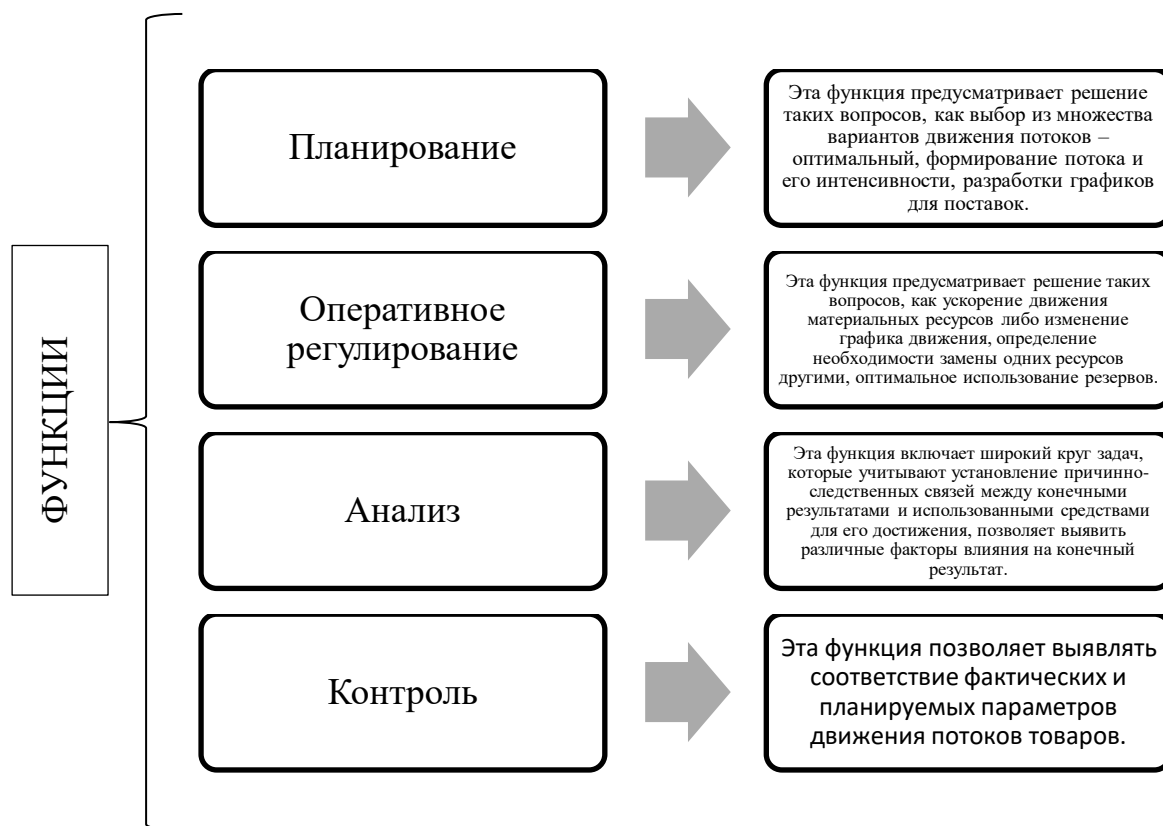 ФУНКЦИИ
Планирование
Эта функция предусматривает решение
таких вопросов, как выбор из множества
вариантов движения потоков –
оптимальный, формирование потока и
его интенсивности, разработки графиков
для поставок.
Оперативное
регулирование
Эта функция предусматривает решение таких
вопросов, как ускорение движения
материальных ресурсов либо изменение
графика движения, определение
необходимости замены одних ресурсов
другими, оптимальное использование резервов.
Анализ
Эта функция включает широкий круг задач,
которые учитывают установление причинно-
следственных связей между конечными
результатами и использованными средствами
для его достижения, позволяет выявить
различные факторы влияния на конечный
результат.
Контроль
Эта функция позволяет выявлять
соответствие фактических и
планируемых параметров
движения потоков товаров.